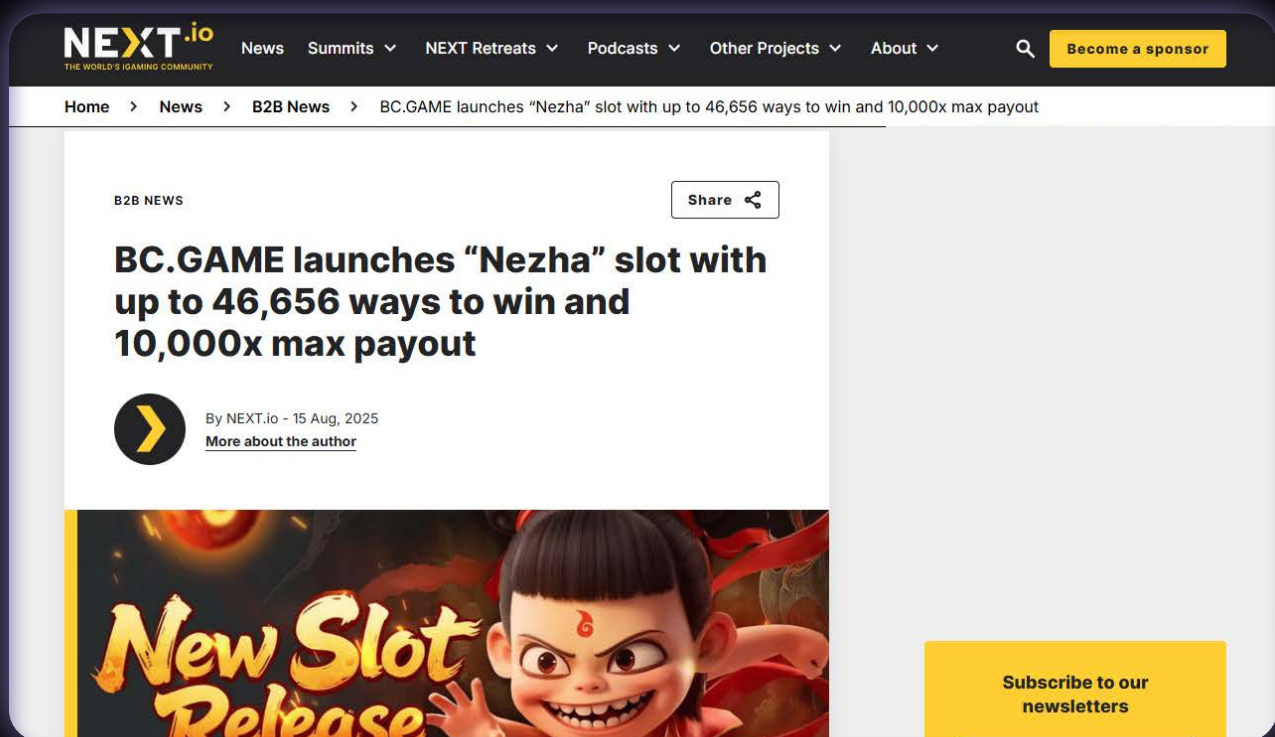 NEXT.io
THE WORLD'S IGAMING COMMUNITY
News Summits NEXT Retreats Podcasts Other Projects About Become a sponsor
Home > News > B2B News > BC.GAME launches “Nezha” slot with up to 46,656 ways to win and 10,000x max payout
B2B NEWS
Share
BC.GAME launches “Nezha” slot with
up to 46,656 ways to win and
10,000x max payout
By NEXT.io - 15 Aug, 2025
More about the author
New Slot
Release
Subscribe to our
newsletters